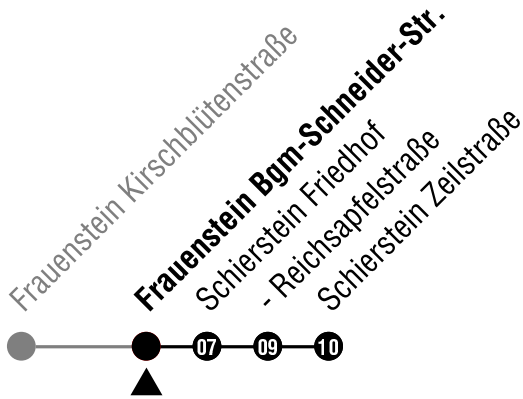 Frauenstein Kirschblütenstraße
Frauenstein Bgm-Schneider-Str.
Schierstein Friedhof
- Reichsapfelstraße
Schierstein Zeilstraße
07 09 10